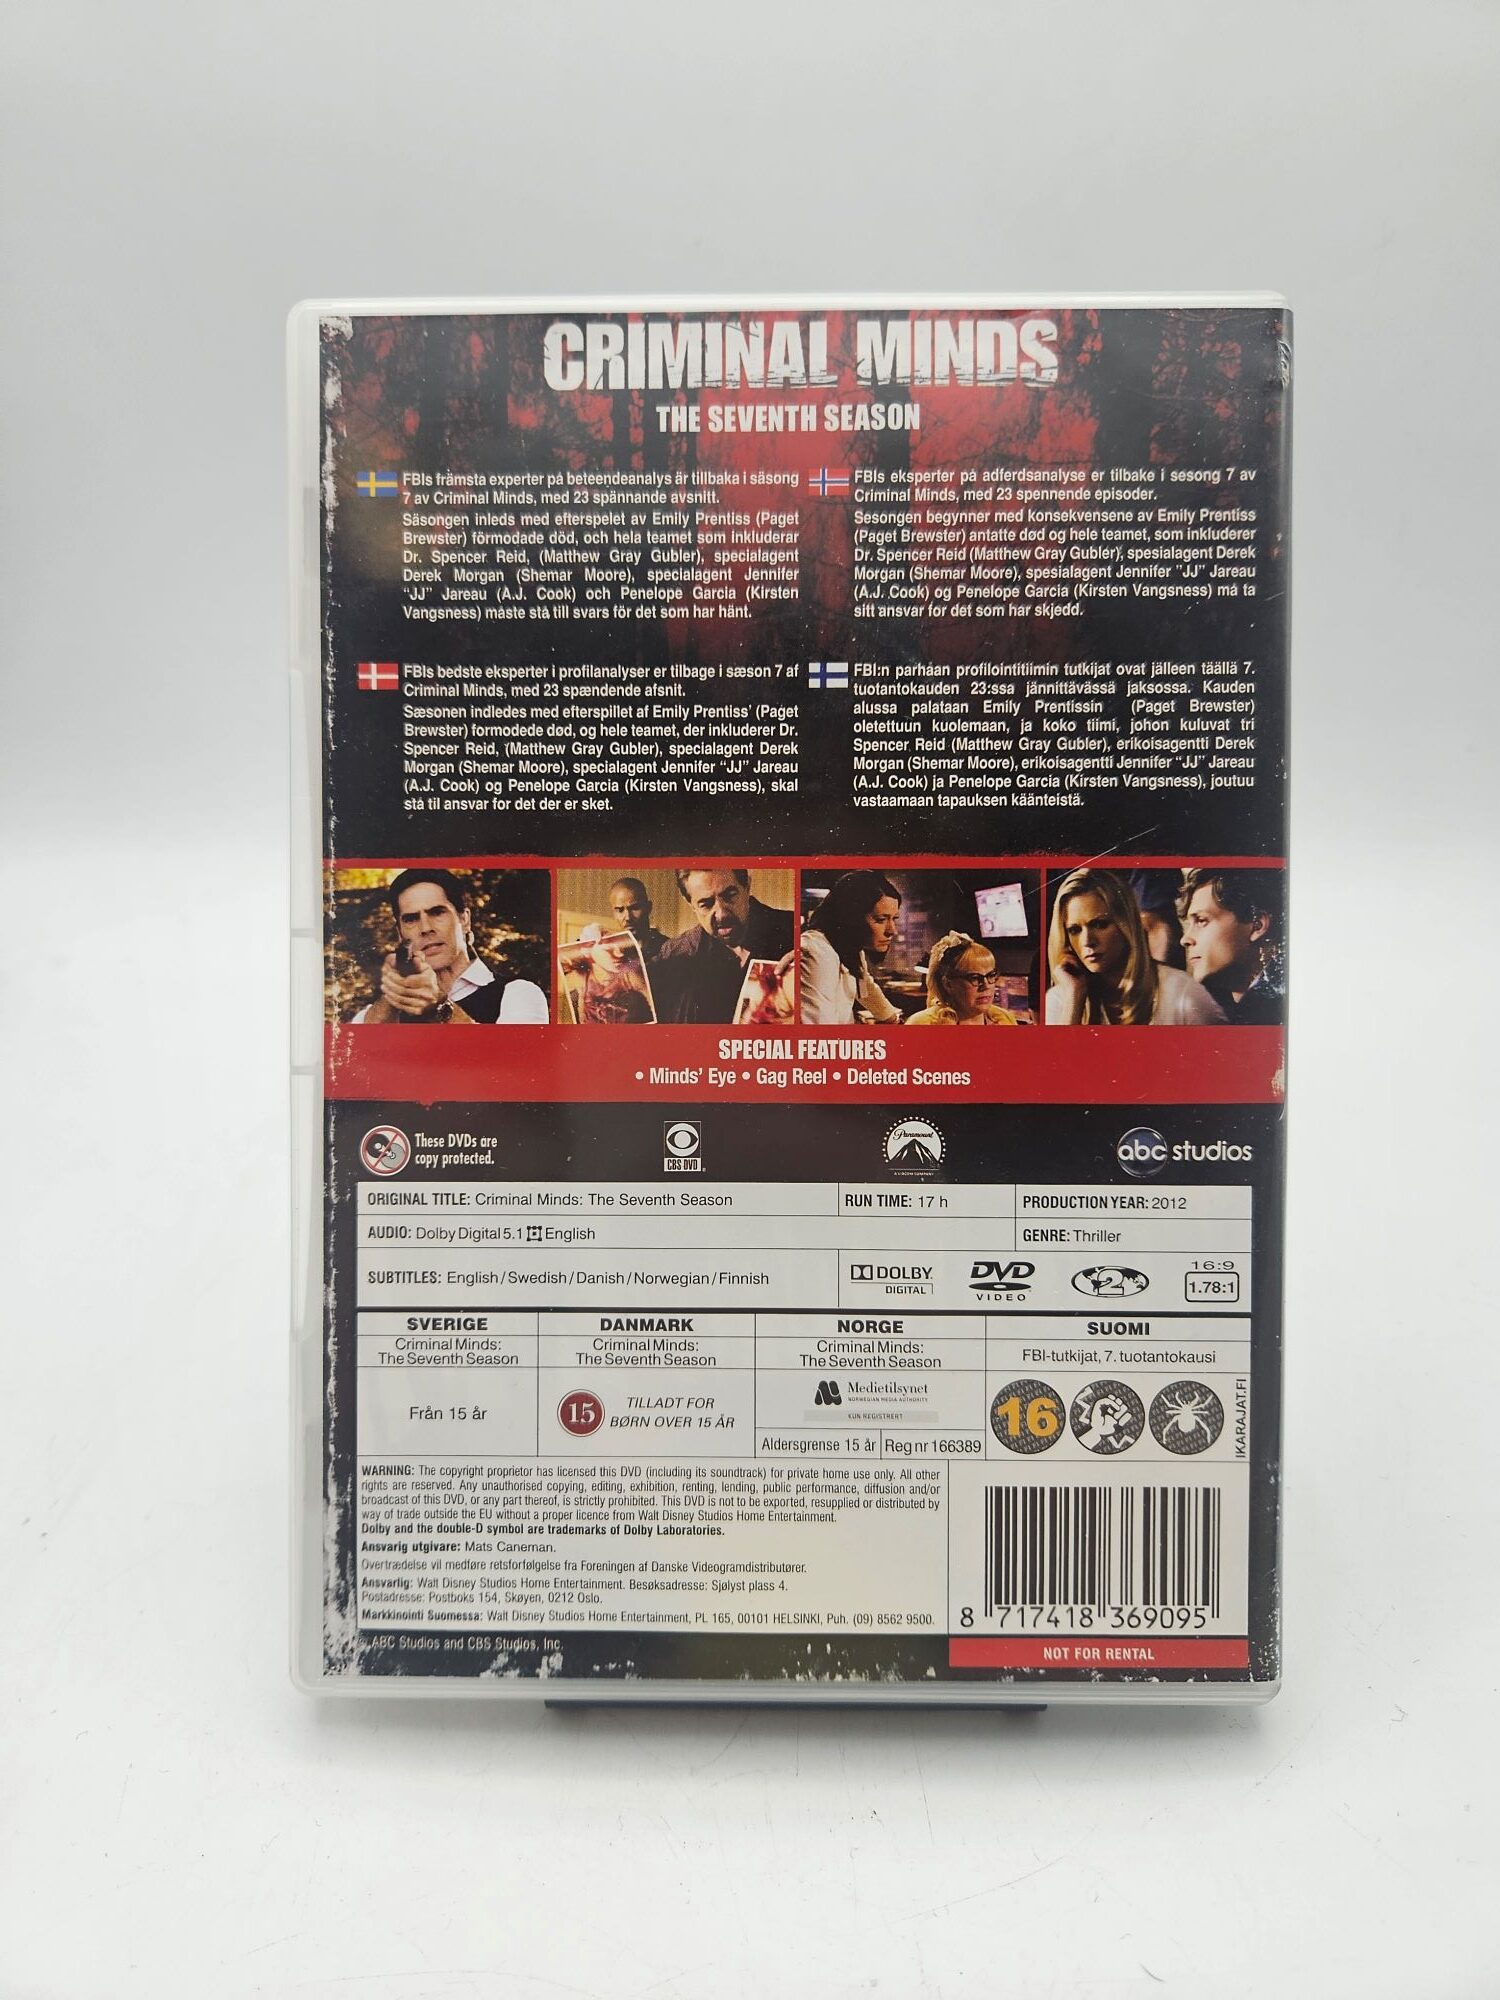 CRIMINAL MINDS
THE SEVENTH SEASON
FBIs främsta experter på beteendeanalys är tillbaka i säsong
7 av Criminal Minds, med 23 spännande avsnitt.
Säsongen inleds med efterspelet av Emily Prentiss (Paget
Brewster) förmodade död, och hela teamet som inkluderar
Dr. Spencer Reid, (Matthew Gray Gubler), specialagent
Derek Morgan (Shemar Moore), specialagent Jennifer
"JJ" Jareau (A.J. Cook) och Penelope Garcia (Kirsten
Vangsness) måste stå till svars för det som har hänt.
FBIs eksperter på adferdsanalyse er tilbake i sesong 7 av
Criminal Minds, med 23 spennende episoder.
Sesongen begynner med konsekvensene av Emily Prentiss
(Paget Brewster) antatte død og hele teamet, som inkluderer
Dr. Spencer Reid (Matthew Gray Gubler), spesialagent Derek
Morgan (Shemar Moore), spesialagent Jennifer "JJ" Jareau
(A.J. Cook) og Penelope Garcia (Kirsten Vangsness) må ta
sitt ansvar for det som har skjedd.
FBIs bedste eksperter i profilanalyser er tilbage i sæson 7 af
Criminal Minds, med 23 spændende afsnit.
Sæsonen indledes med efterspillet af Emily Prentiss' (Paget
Brewster) formodede død, og hele teamet, der inkluderer Dr.
Spencer Reid, (Matthew Gray Gubler), specialagent Derek
Morgan (Shemar Moore), specialagent Jennifer "JJ" Jareau
(A.J. Cook) og Penelope Garcia (Kirsten Vangsness), skal
stå til ansvar for det der er sket.
FBI:n parhaan profilointitiimin tutkijat ovat jälleen täällä 7.
tuotantokauden 23:ssa jännittävässä jaksossa. Kauden
alussa palataan Emily Prentissin (Paget Brewster)
oletettuun kuolemaan, ja koko tiimi, johon kuluvat tri
Spencer Reid (Matthew Gray Gubler), erikoisagentti Derek
Morgan (Shemar Moore), erikoisagentti Jennifer "JJ" Jareau
(A.J. Cook) ja Penelope Garcia (Kirsten Vangsness), joutuu
vastaamaan tapauksen käänteistä.
SPECIAL FEATURES
• Minds' Eye • Gag Reel • Deleted Scenes
These DVDs are
copy protected.
CBS DVD
Paramount
A VIACOM COMPANY
abc studios
ORIGINAL TITLE: Criminal Minds: The Seventh Season
RUN TIME: 17 h
PRODUCTION YEAR: 2012
AUDIO: Dolby Digital 5.1 English
GENRE: Thriller
SUBTITLES: English/Swedish/Danish/Norwegian/Finnish
DOLBY
DIGITAL
DVD
VIDEO
2
16:9
1.78:1
SVERIGE
Criminal Minds:
The Seventh Season
Från 15 år
DANMARK
Criminal Minds:
The Seventh Season
15
TILLADT FOR
BØRN OVER 15 ÅR
NORGE
Criminal Minds:
The Seventh Season
Medietilsynet
NORWEGIAN MEDIA AUTHORITY
KUN REGISTRERT
Aldersgrense 15 år
Reg nr 166389
SUOMI
FBI-tutkijat, 7. tuotantokausi
16
IKARAJAT.FI
WARNING: The copyright proprietor has licensed this DVD (including its soundtrack) for private home use only. All other
rights are reserved. Any unauthorised copying, editing, exhibition, renting, lending, public performance, diffusion and/or
broadcast of this DVD, or any part thereof, is strictly prohibited. This DVD is not to be exported, resupplied or distributed by
way of trade outside the EU without a proper licence from Walt Disney Studios Home Entertainment.
Dolby and the double-D symbol are trademarks of Dolby Laboratories.
Ansvarig utgivare: Mats Caneman.
Overtrædelse vil medføre retsforfølgelse fra Foreningen af Danske Videogramdistributører.
Ansvarlig: Walt Disney Studios Home Entertainment. Besøksadresse: Sjølyst plass 4.
Postadresse: Postboks 154, Skøyen, 0212 Oslo.
Markkinointi Suomessa: Walt Disney Studios Home Entertainment, PL 165, 00101 HELSINKI, Puh. (09) 8562 9500.
© ABC Studios and CBS Studios, Inc.
8 717418 369095
NOT FOR RENTAL